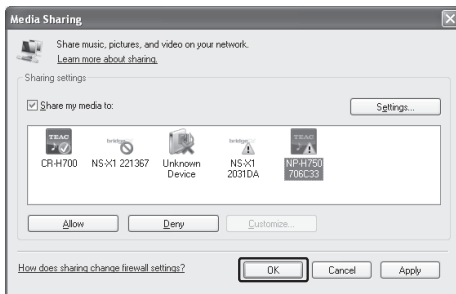 Media Sharing
Share music, pictures, and video on your network.
Learn more about sharing.
Sharing settings
Share my media to:
Settings...
TEAC
TEAC
CR-H700
NS-X1 221367
Unknown
Device
NS-X1
2031DA
NP-H750
706C33
Allow
Deny
Customize...
How does sharing change firewall settings?
OK
Cancel
Apply